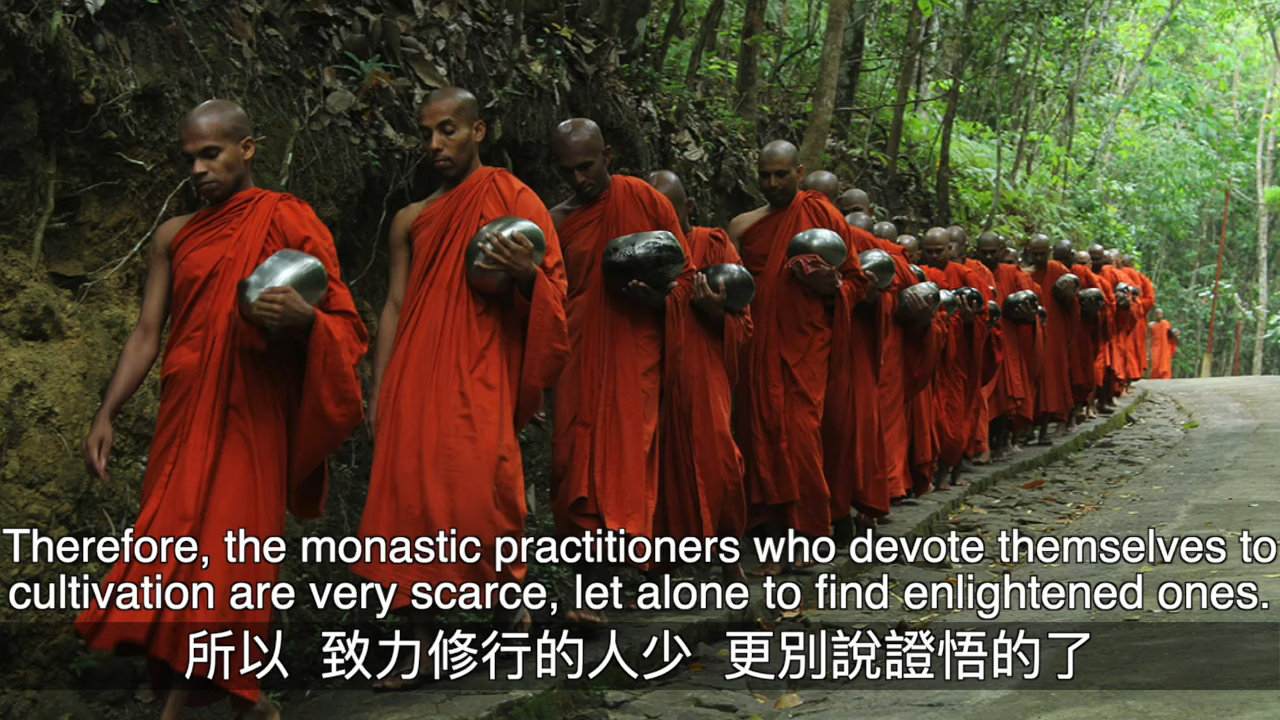 Therefore, the monastic practitioners who devote themselves to
cultivation are very scarce, let alone to find enlightened ones.
所以 致力修行的人少 更別說證悟的了